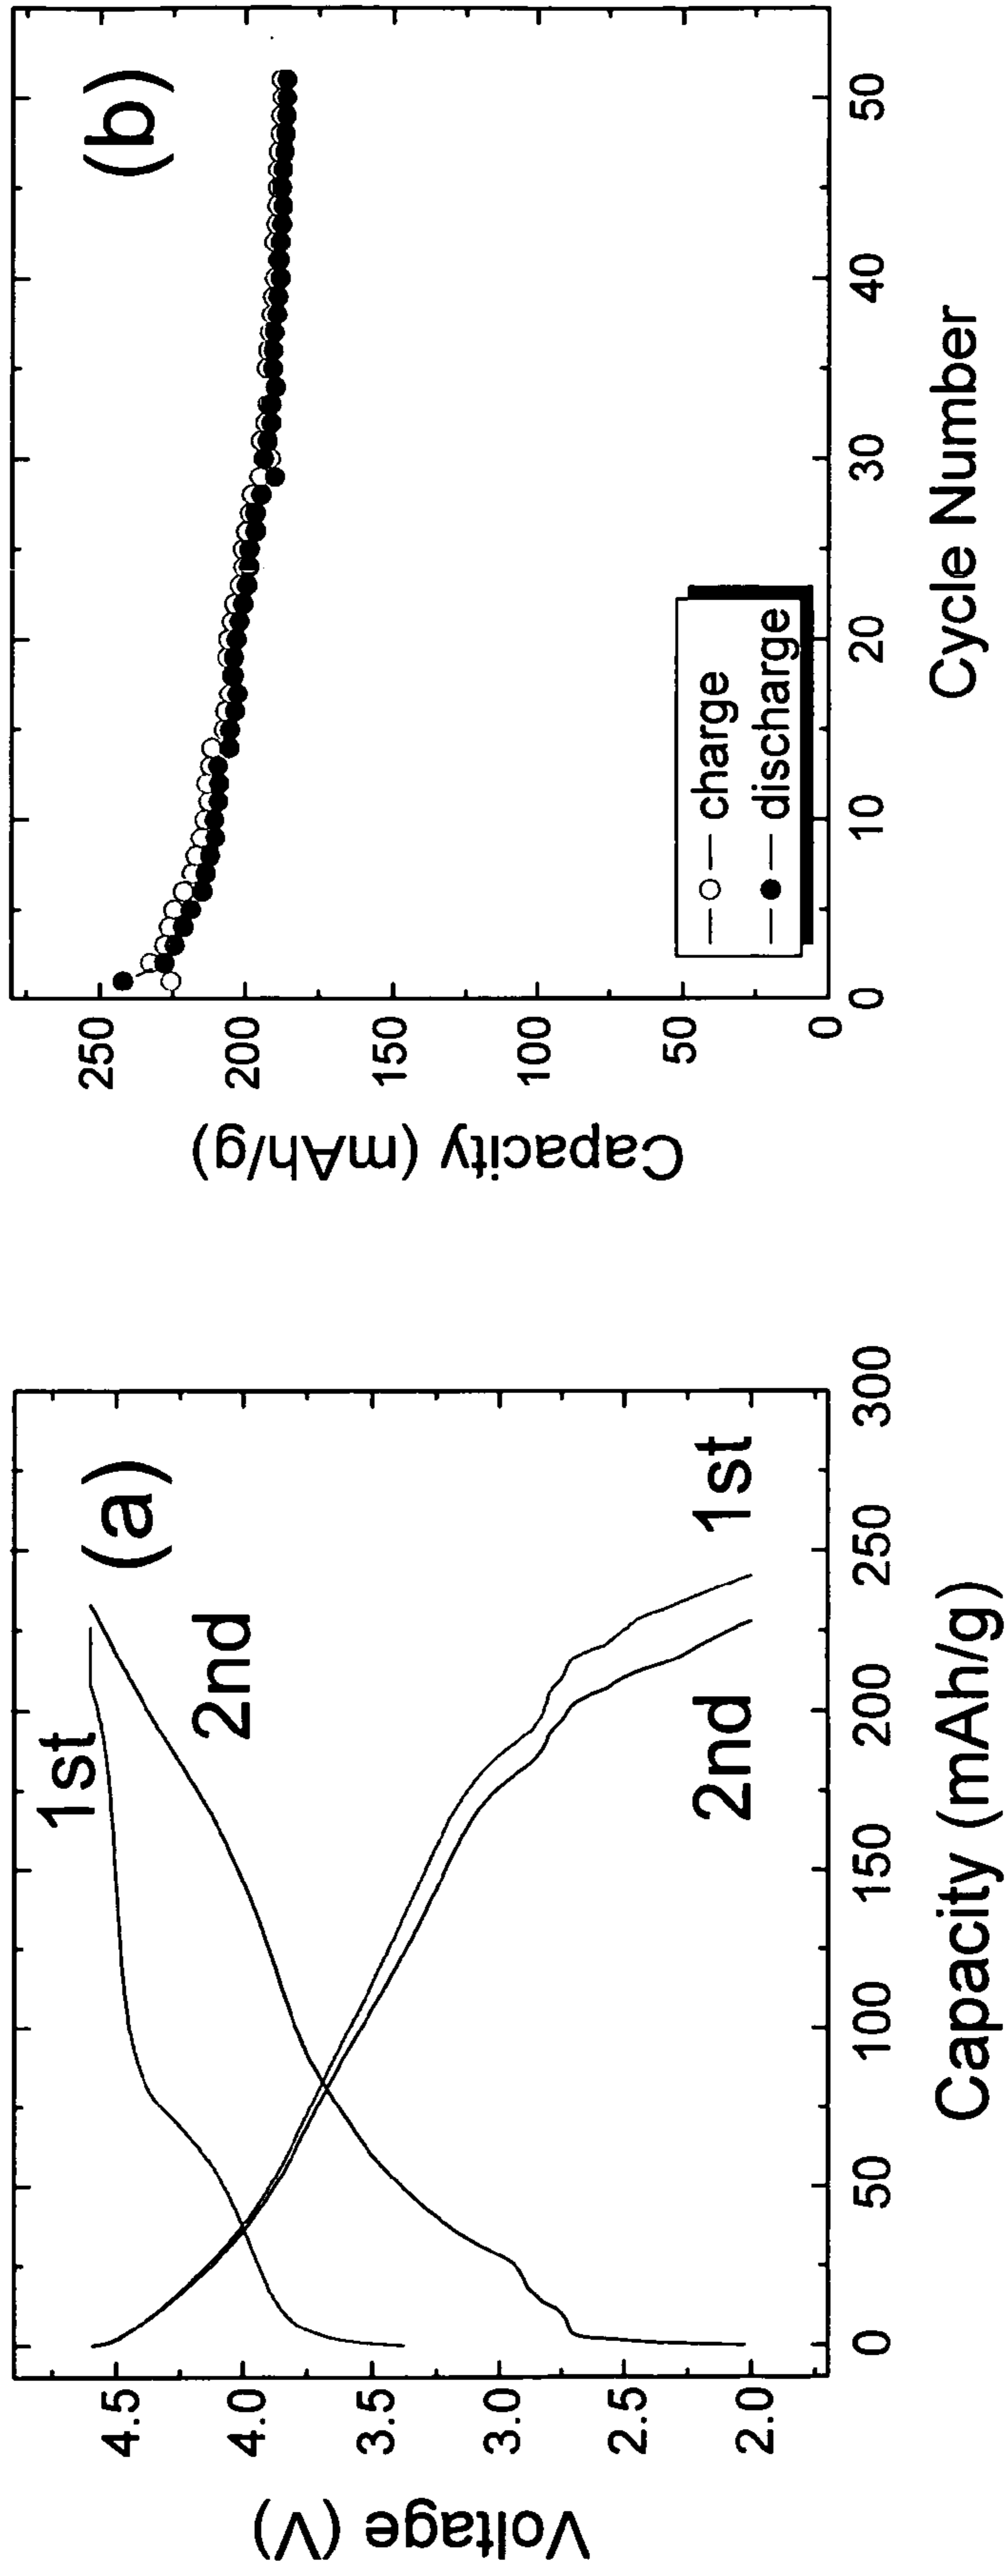 (a)
1st
2nd
2nd
1st
4.5
4.0
3.5
3.0
2.5
2.0
Voltage (V)
0
50
100
150
200
250
300
Capacity (mAh/g)
(b)
250
200
150
100
50
0
Capacity (mAh/g)
charge
discharge
0
10
20
30
40
50
Cycle Number